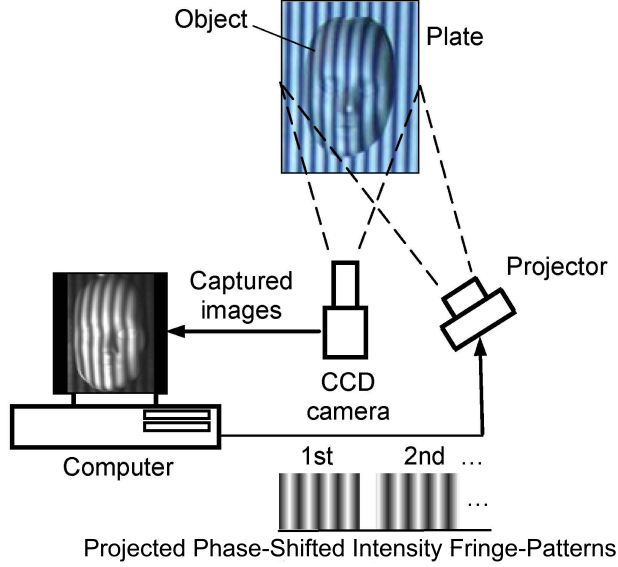 Object
Plate
Projector
Captured
images
CCD
camera
Computer
1st 2nd ...
...
Projected Phase-Shifted Intensity Fringe-Patterns